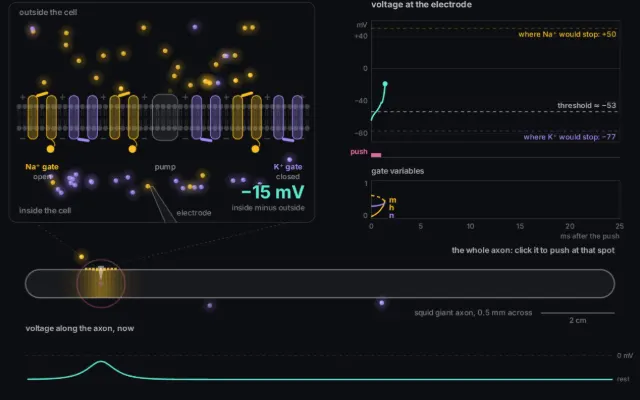 outside the cell
Na⁺ gate
open
pump
K⁺ gate
closed
−15 mV
inside minus outside
inside the cell
electrode
voltage at the electrode
mV
+40
0
−40
−80
where Na⁺ would stop: +50
threshold ≈ −53
where K⁺ would stop: −77
push
gate variables
1
0
m
h
n
0
5
10
15
20
25
ms after the push
the whole axon: click it to push at that spot
squid giant axon, 0.5 mm across
2 cm
voltage along the axon, now
0 mV
rest